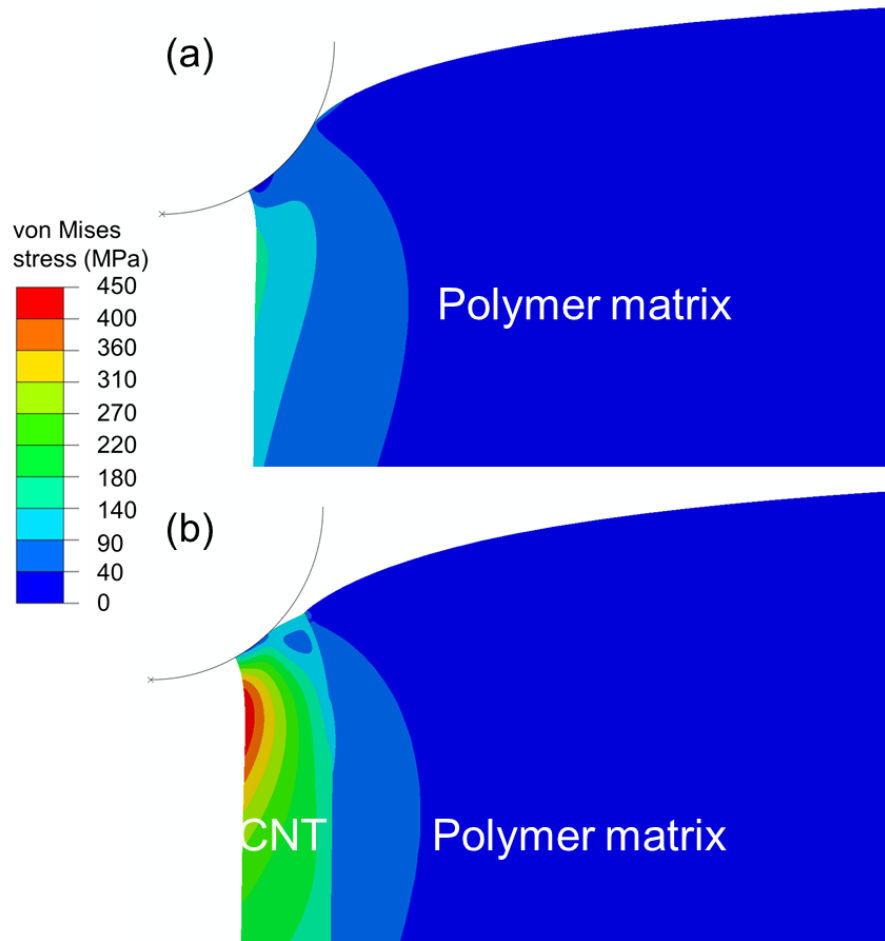 (a)
von Mises
stress (MPa)
450
400
360
310
270
220
180
140
90
40
0
Polymer matrix
(b)
CNT
Polymer matrix